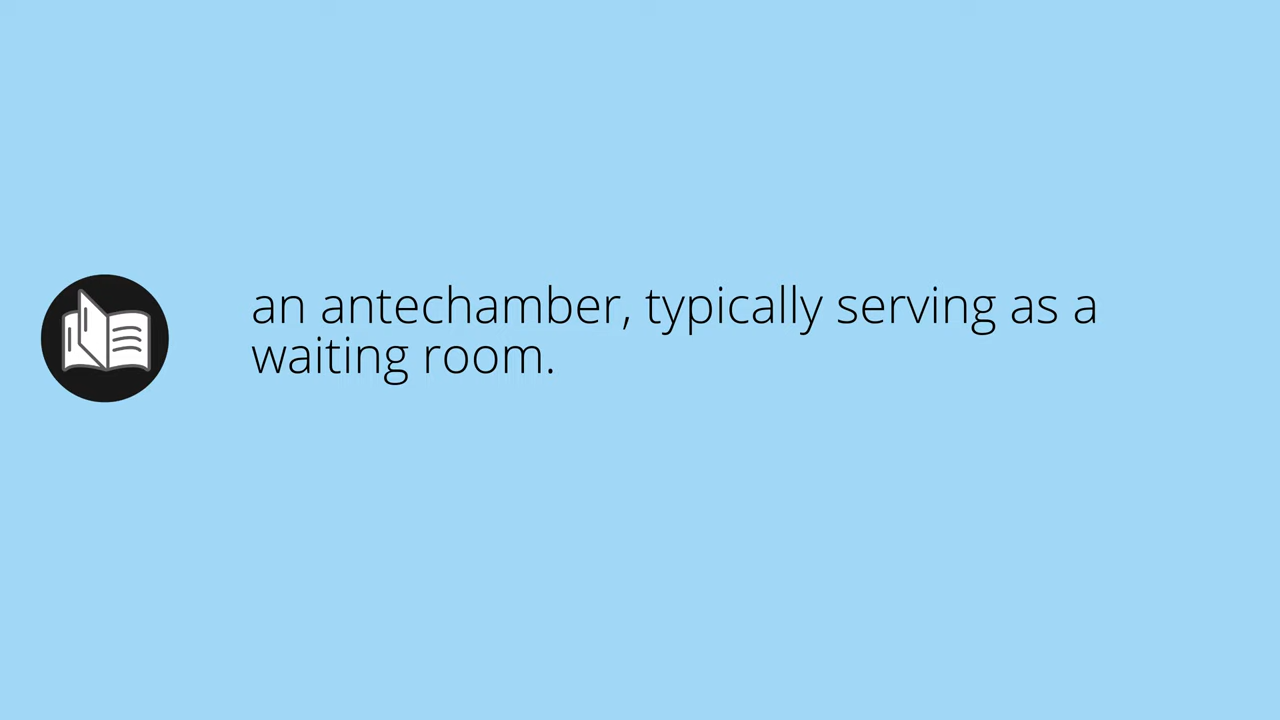 an antechamber, typically serving as a
waiting room.